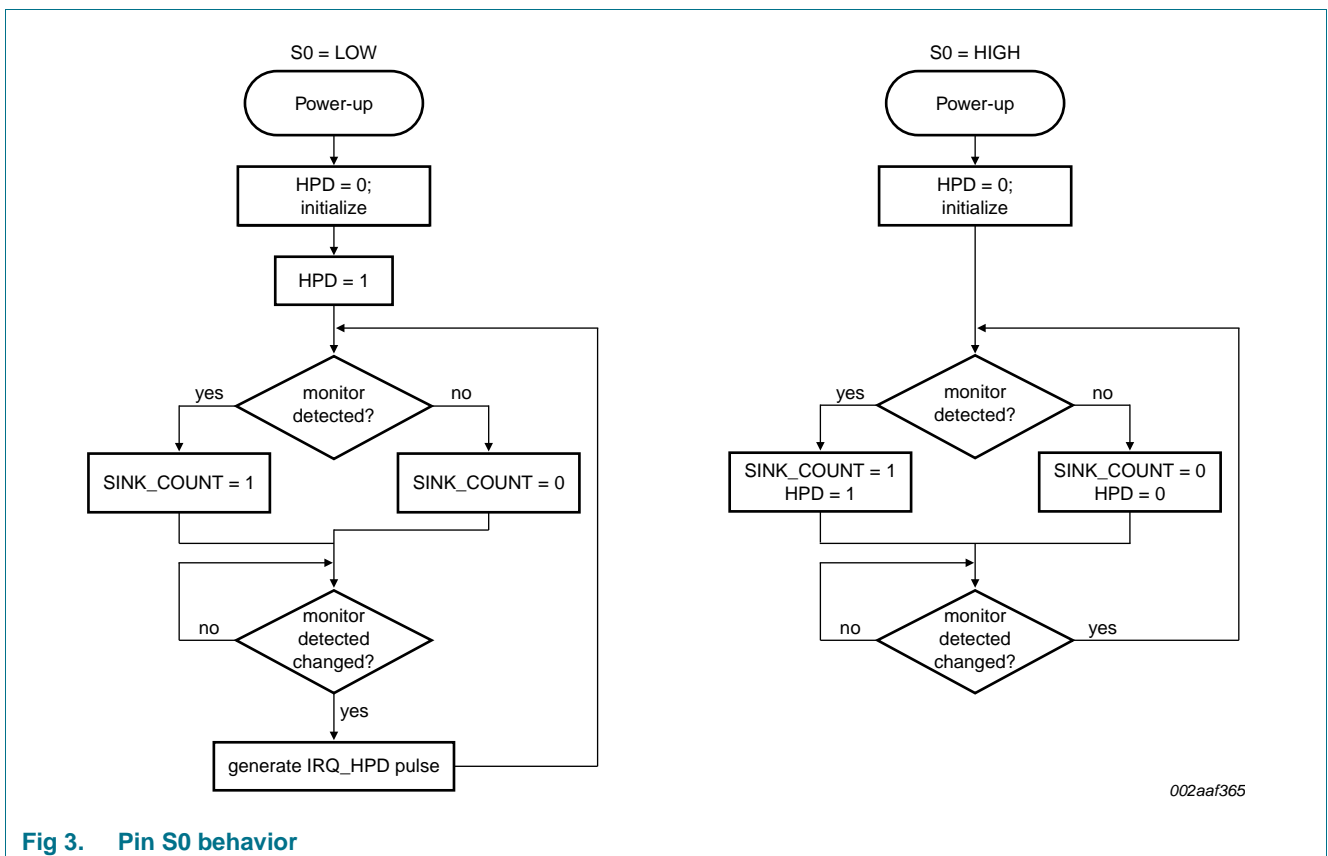 S0 = LOW
Power-up
HPD = 0;
initialize
HPD = 1
monitor
detected?
yes
no
SINK_COUNT = 1
SINK_COUNT = 0
monitor
detected
changed?
no
yes
generate IRQ_HPD pulse
S0 = HIGH
Power-up
HPD = 0;
initialize
monitor
detected?
yes
no
SINK_COUNT = 1
HPD = 1
SINK_COUNT = 0
HPD = 0
monitor
detected
changed?
no
yes
002aaf365
Fig 3. Pin S0 behavior